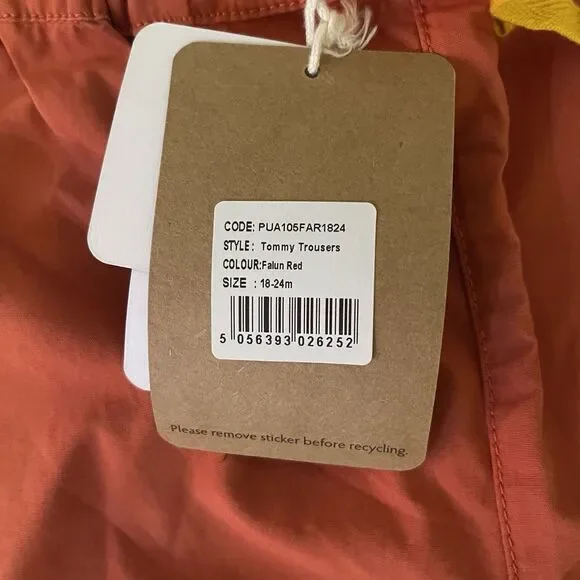 CODE: PUA105FAR1824
STYLE: Tommy Trousers
COLOUR:Falun Red
SIZE : 18-24m
5 056393 026252
Please remove sticker before recycling.